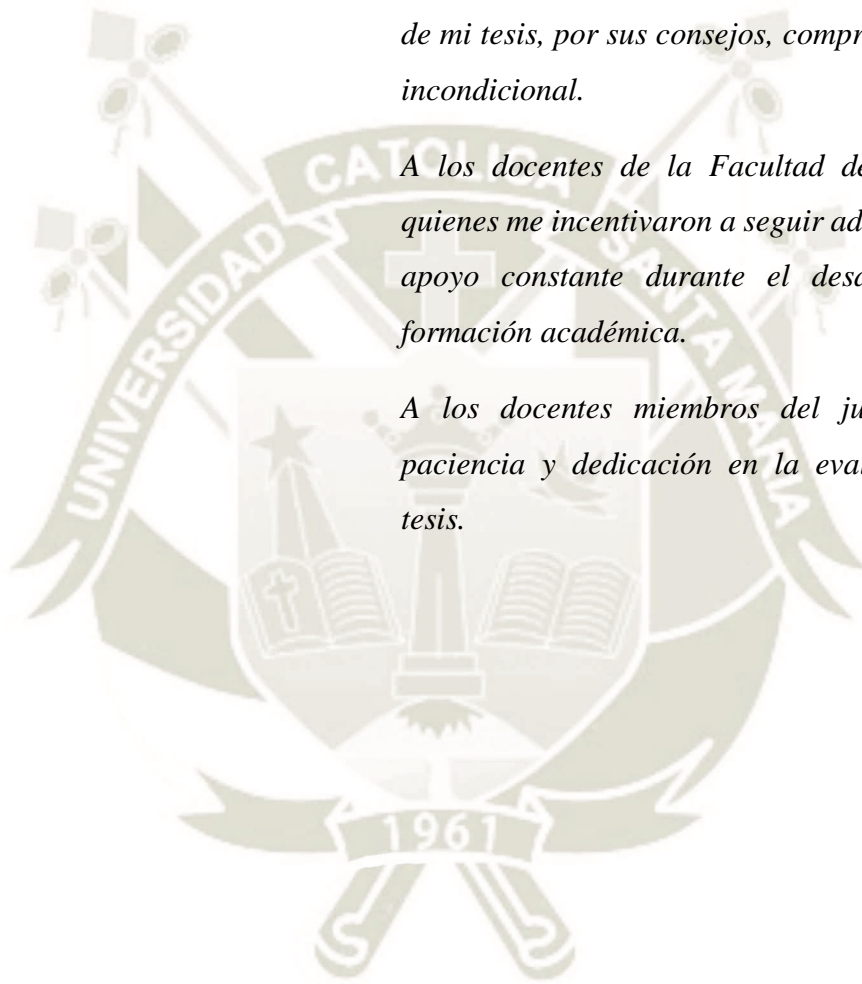 de mi tesis, por sus consejos, compr
incondicional.
A los docentes de la Facultad de
quienes me incentivaron a seguir ad
apoyo constante durante el desa
formación académica.
A los docentes miembros del ju
paciencia y dedicación en la eva
tesis.
UNIVERSIDAD CATOLICA SANTA MARIA
1961